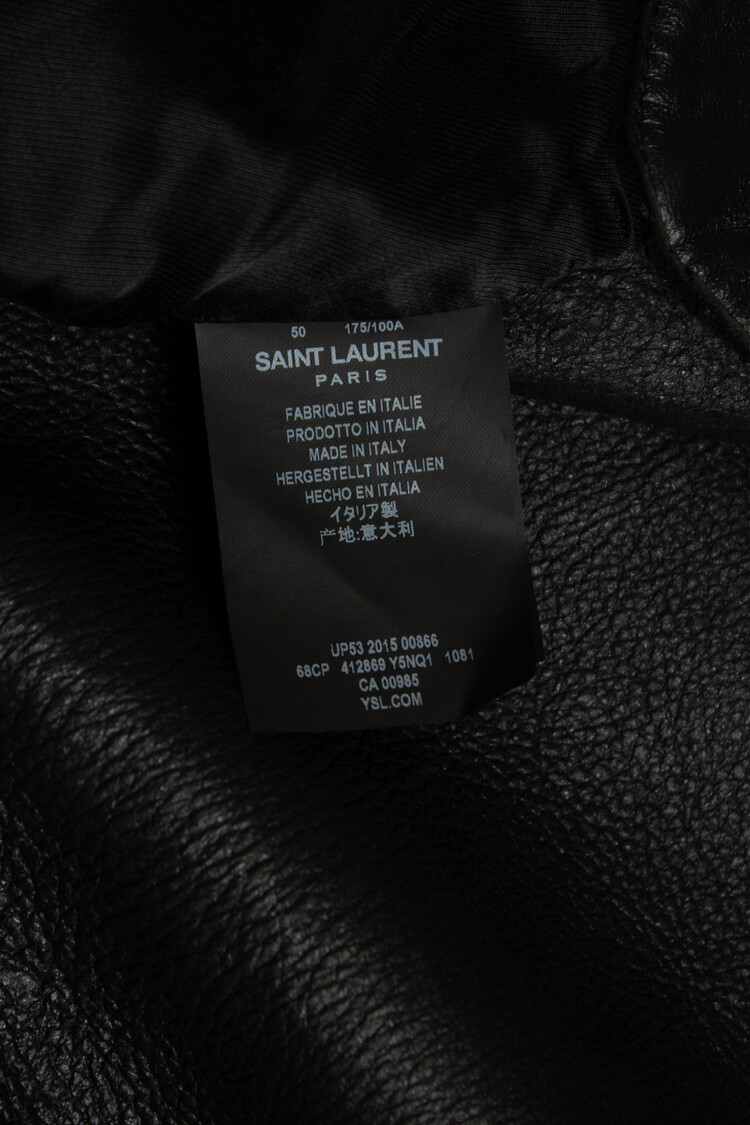 50 175/100A
SAINT LAURENT
PARIS
FABRIQUE EN ITALIE
PRODOTTO IN ITALIA
MADE IN ITALY
HERGESTELLT IN ITALIEN
HECHO EN ITALIA
イタリア製
产地:意大利
UP53 2015 00866
68CP 412869 Y5NQ1 1081
CA 00985
YSL.COM